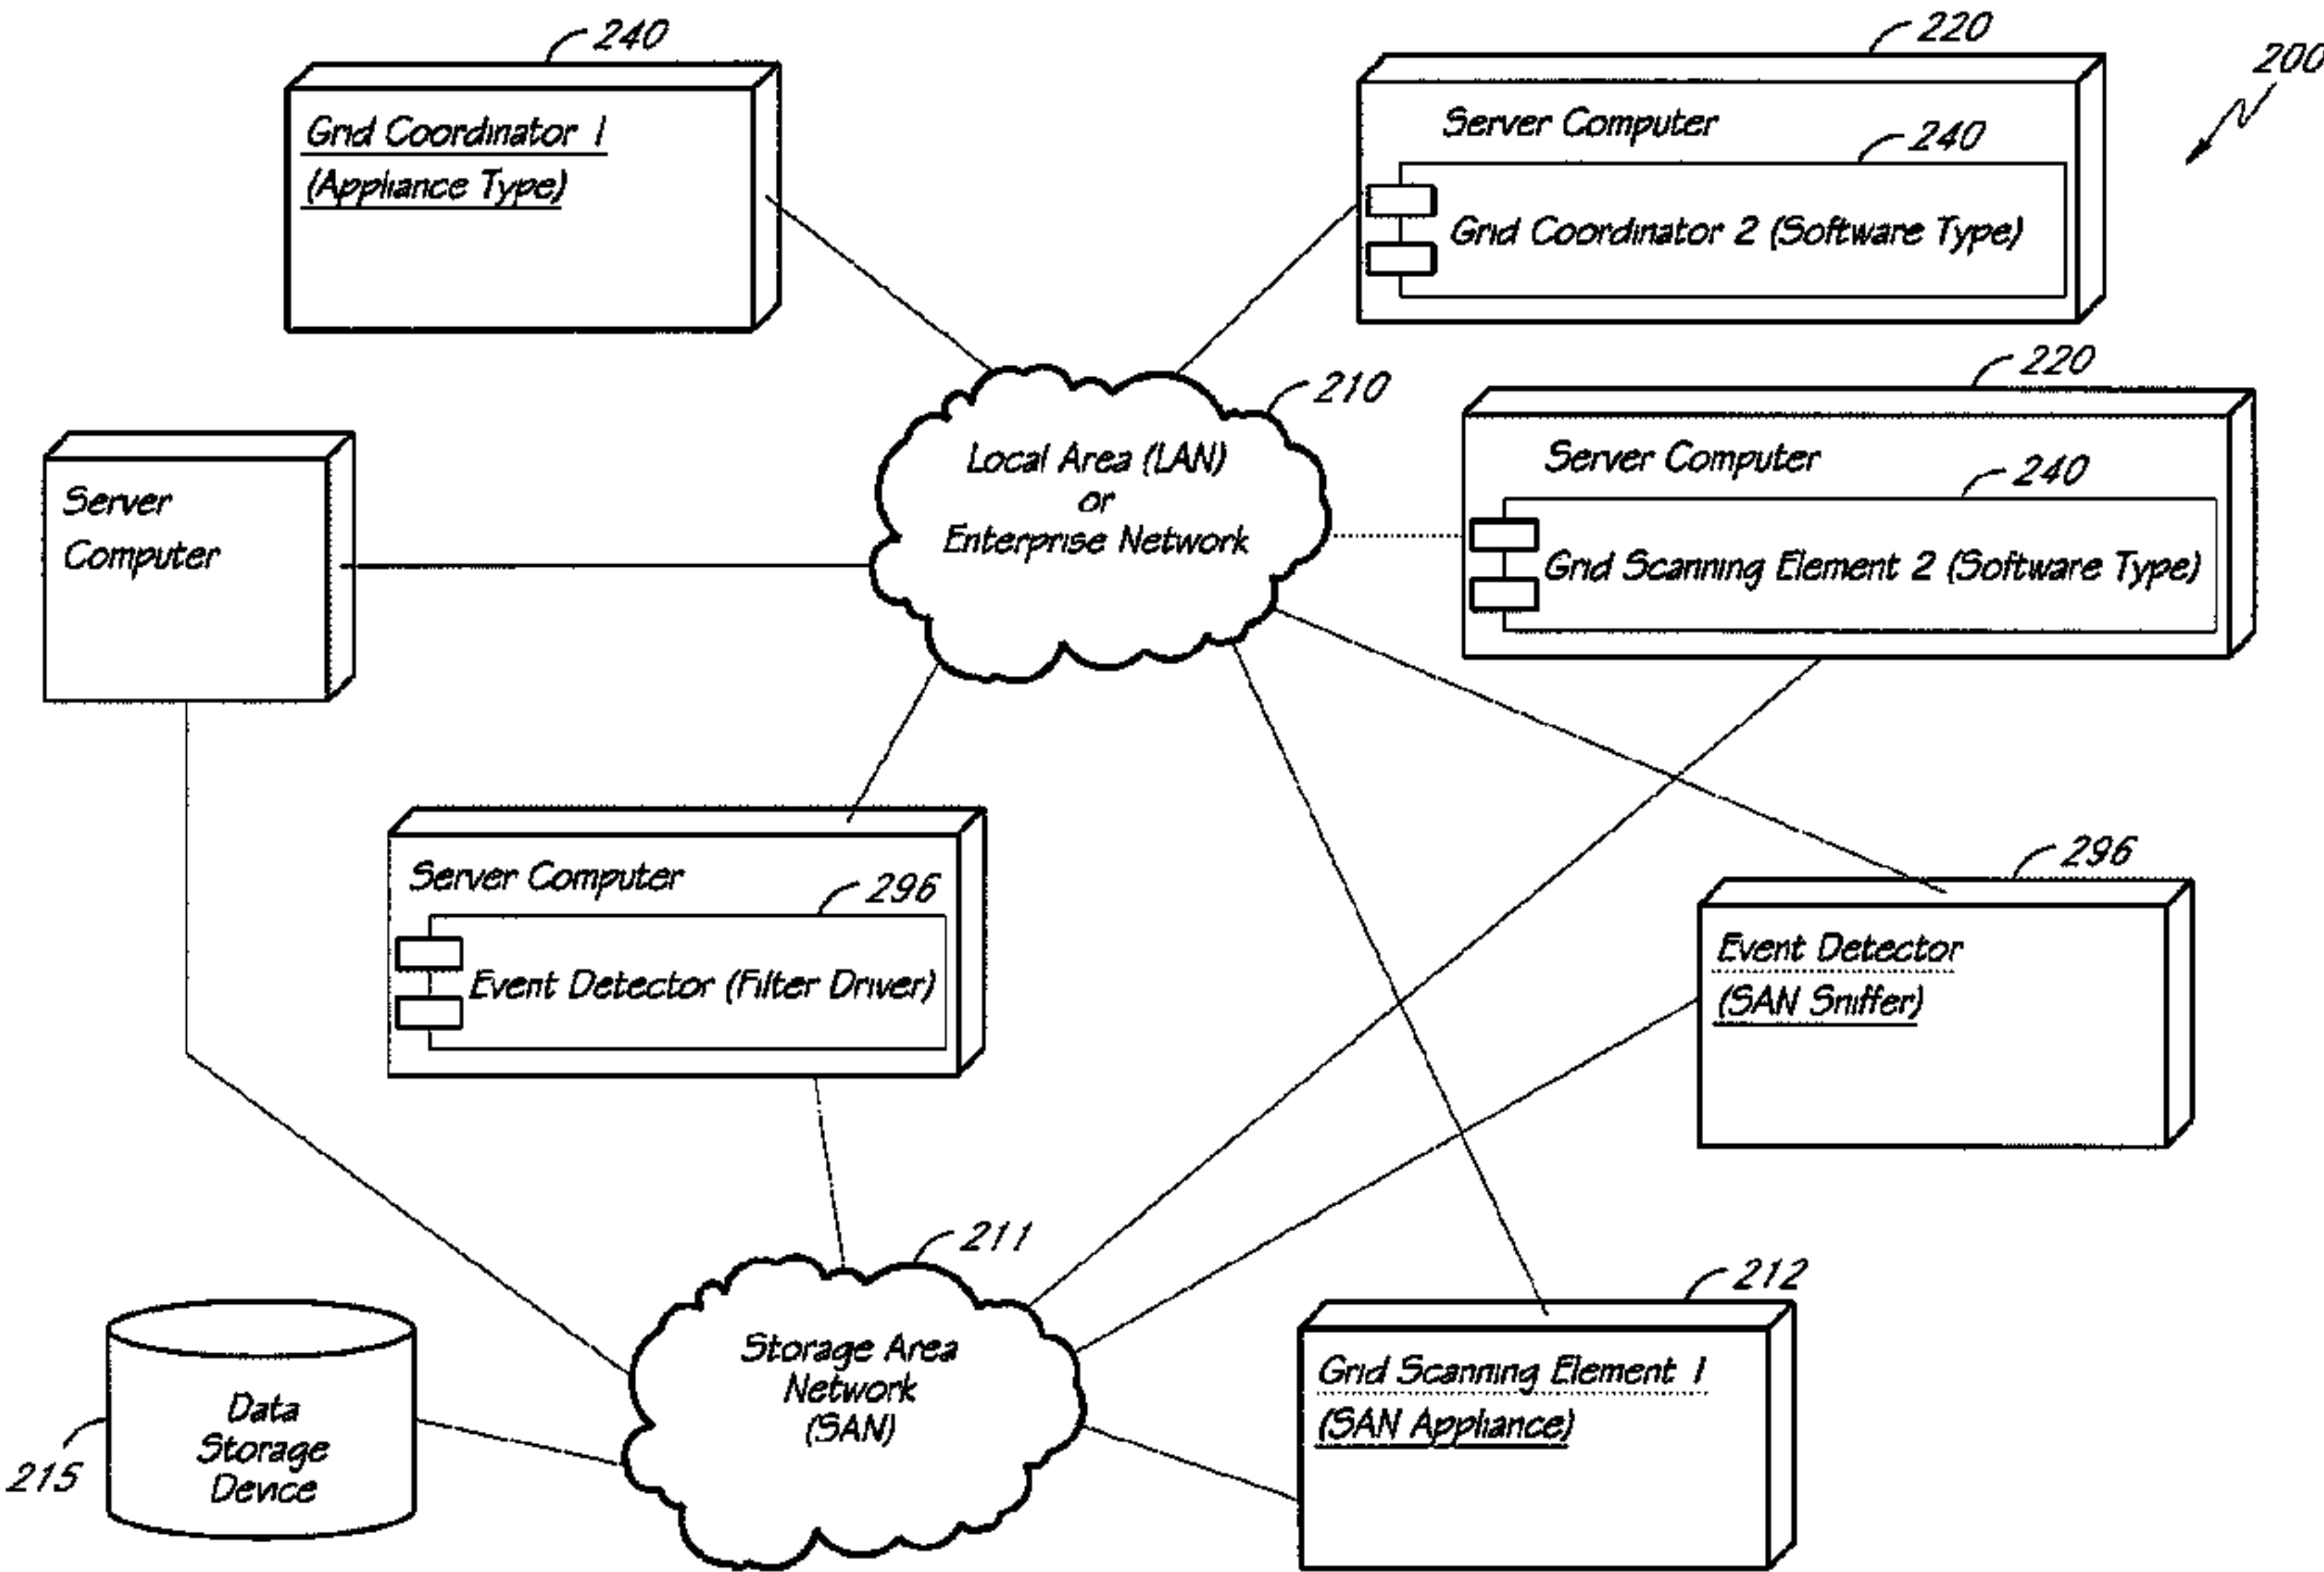 240
220
200
Grid Coordinator 1
(Appliance Type)
Server Computer
240
Grid Coordinator 2 (Software Type)
220
210
Local Area (LAN)
or
Enterprise Network
Server Computer
240
Grid Scanning Element 2 (Software Type)
Server
Computer
Server Computer
296
Event Detector (Filter Driver)
296
Event Detector
(SAN Sniffer)
211
Storage Area
Network
(SAN)
212
Grid Scanning Element 1
(SAN Appliance)
Data
Storage
Device
215